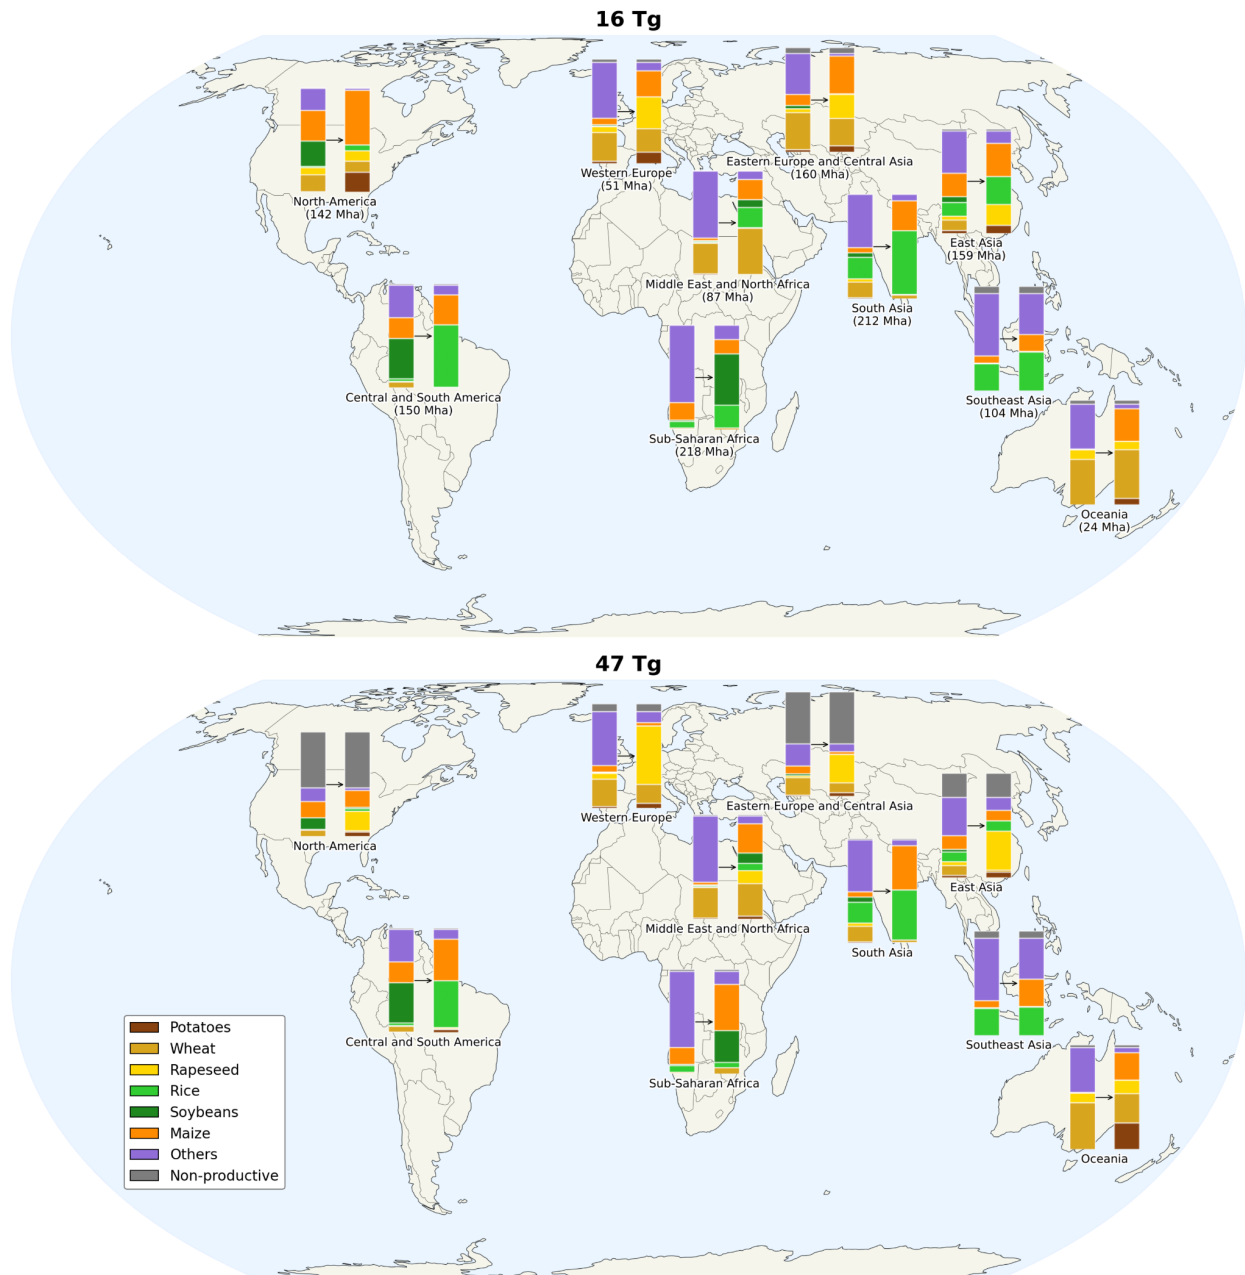 16 Tg
North-America
(142 Mha)
Western Europe
(51 Mha)
Eastern Europe and Central Asia
(160 Mha)
East Asia
(159 Mha)
Middle East and North Africa
(87 Mha)
South Asia
(212 Mha)
Central and South America
(150 Mha)
Southeast Asia
(104 Mha)
Sub-Saharan Africa
(218 Mha)
Oceania
(24 Mha)
47 Tg
North America
Western Europe
Eastern Europe and Central Asia
East Asia
Middle East and North Africa
South Asia
Central and South America
Southeast Asia
Sub-Saharan Africa
Oceania
Potatoes
Wheat
Rapeseed
Rice
Soybeans
Maize
Others
Non-productive